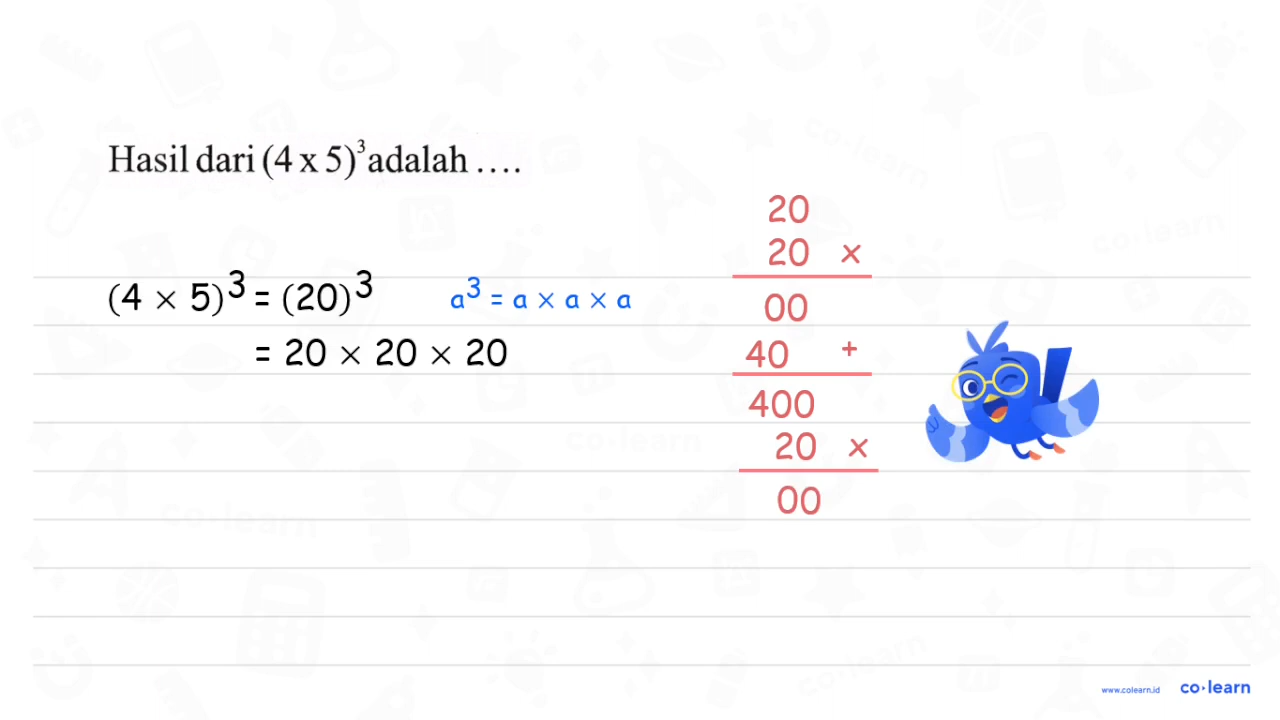 Hasil dari (4 x 5)³ adalah ....
(4 × 5)³ = (20)³
a³ = a × a × a
= 20 × 20 × 20
20
20 ×
00
40 +
400
20 ×
00
www.colearn.id
co·learn